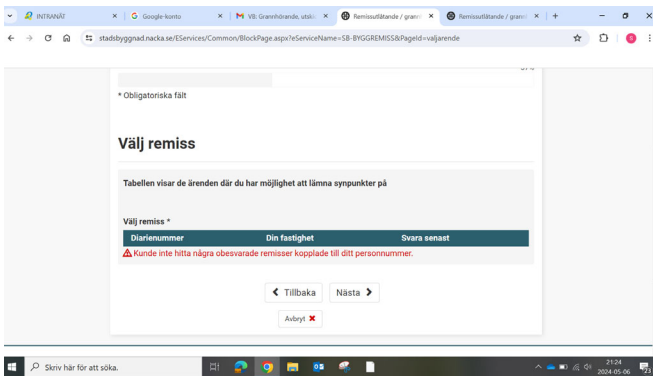 INTRANÄT
Google-konto
VB: Grannhörande, utskic
Remissutlåtande / grann
Remissutlåtande / grann
stadsbyggnad.nacka.se/EServices/Common/BlockPage.aspx?eServiceName=SB-BYGGREMISS&PageId=valjarende
* Obligatoriska fält
Välj remiss
Tabellen visar de ärenden där du har möjlighet att lämna synpunkter på
Välj remiss *
Diarienummer Din fastighet Svara senast
Kunde inte hitta några obesvarade remisser kopplade till ditt personnummer.
Tillbaka Nästa
Avbryt
Skriv här för att söka.
21:24
2024-05-06